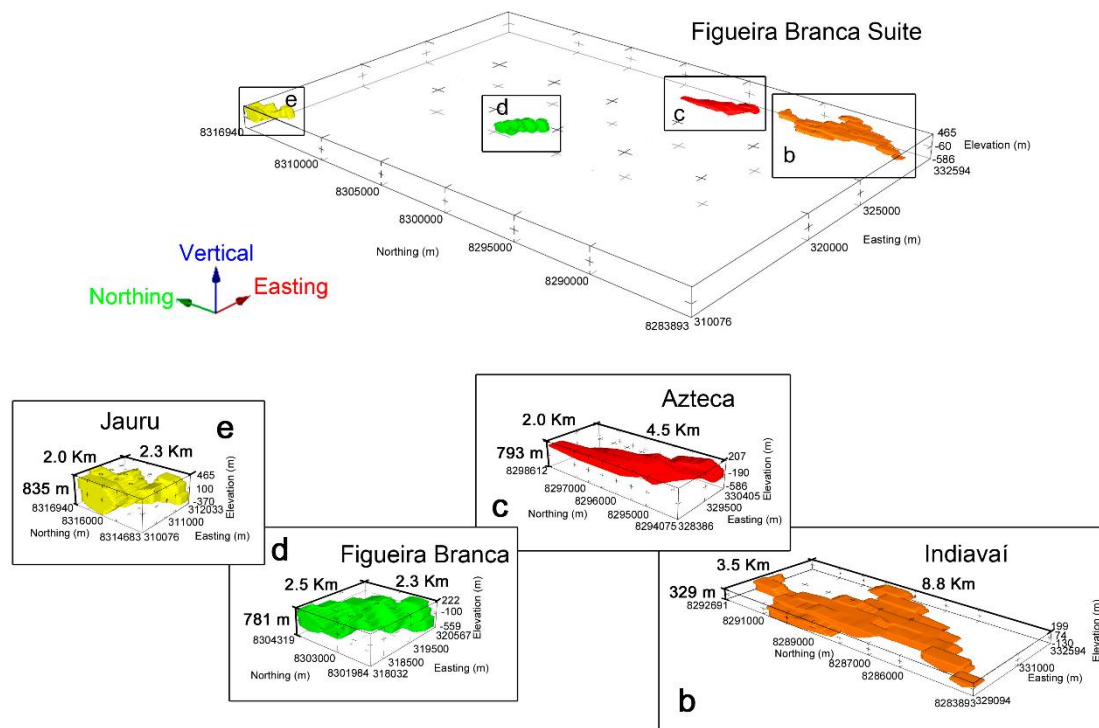 Figueira Branca Suite
e
d
c
b
8316940
8310000
8305000
8300000
8295000
8290000
8283893
310076
320000
325000
332594
465
-60
-586
Elevation (m)
Easting (m)
Northing (m)
Vertical
Northing
Easting
Jauru
e
2.0 Km
2.3 Km
835 m
8316940
8316000
8314683
310076
311000
312033
465
100
-370
Elevation (m)
Northing (m)
Easting (m)
Azteca
2.0 Km
4.5 Km
793 m
8298612
8297000
8296000
8295000
8294075
328386
329500
330405
207
-190
-586
Elevation (m)
Northing (m)
Easting (m)
c
d
Figueira Branca
2.5 Km
2.3 Km
781 m
8304319
8303000
8301984
318032
318500
319500
320567
222
-100
-559
Elevation (m)
Northing (m)
Easting (m)
Indiavaí
3.5 Km
8.8 Km
329 m
8292691
8291000
8289000
8287000
8286000
8283893
329094
331000
332594
199
74
-130
Elevation (m)
Northing (m)
Easting (m)
b